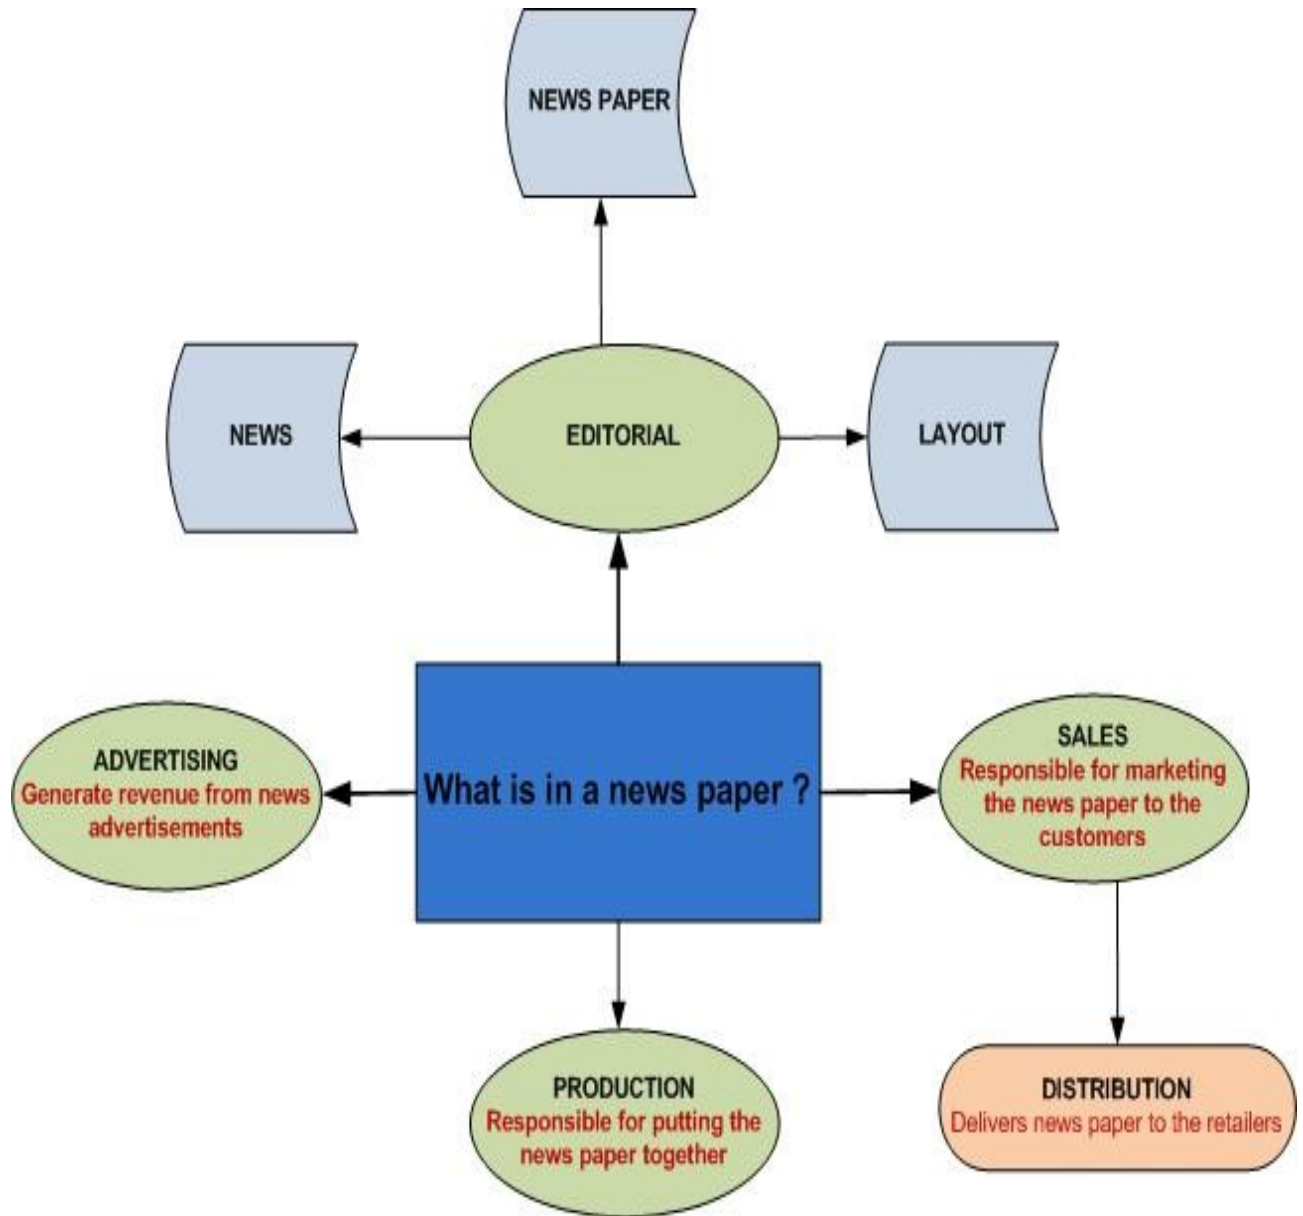 NEWS PAPER
NEWS
EDITORIAL
LAYOUT
ADVERTISING
Generate revenue from news
advertisements
What is in a news paper ?
SALES
Responsible for marketing
the news paper to the
customers
PRODUCTION
Responsible for putting the
news paper together
DISTRIBUTION
Delivers news paper to the retailers